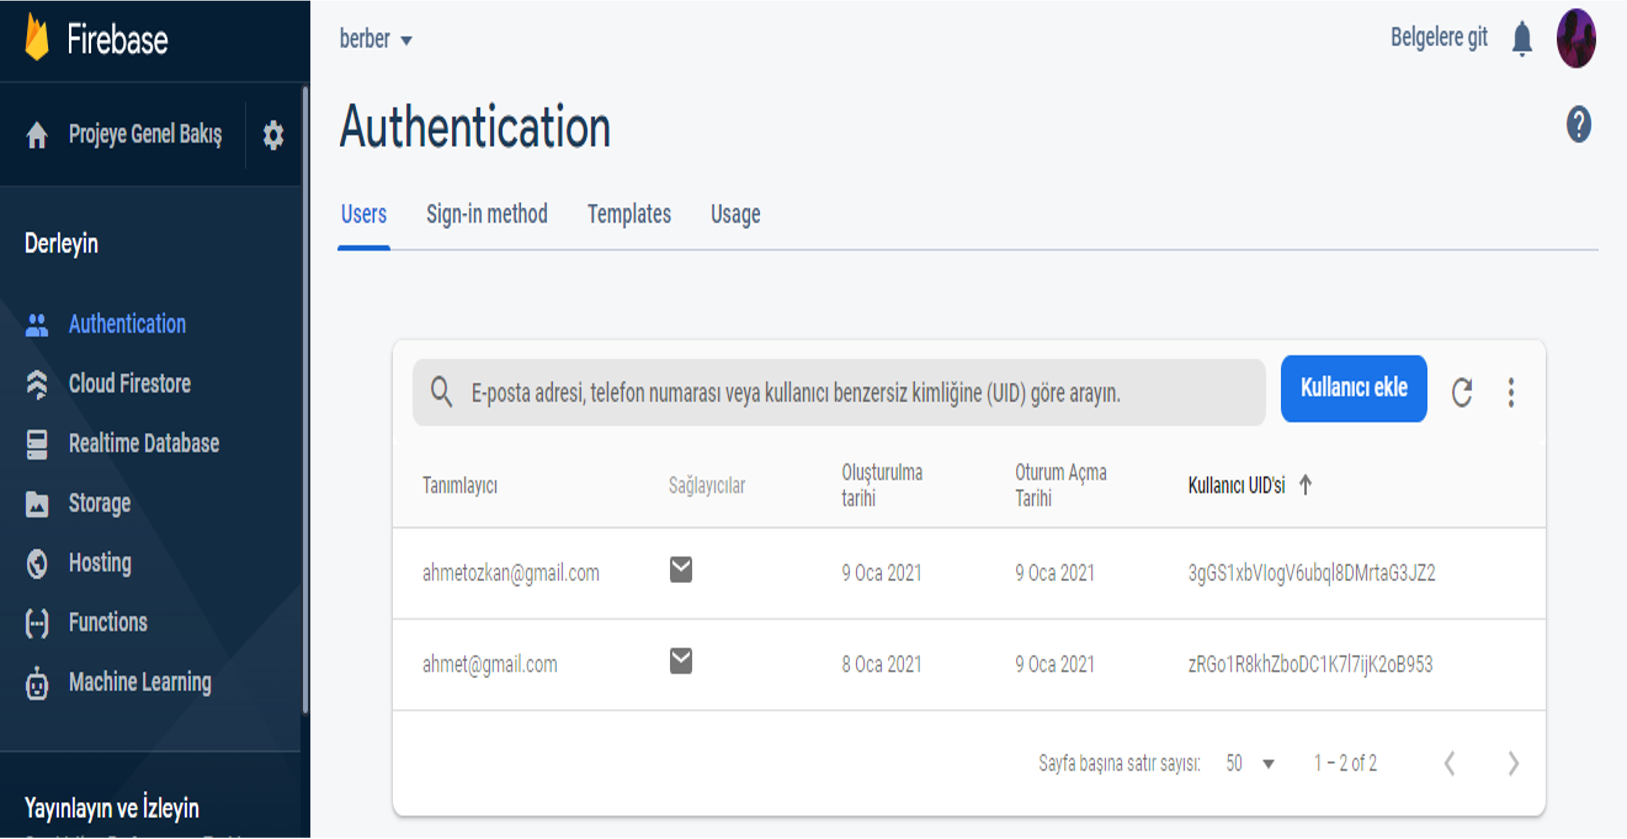 Firebase
Projeye Genel Bakış
Derleyin
Authentication
Cloud Firestore
Realtime Database
Storage
Hosting
Functions
Machine Learning
Yayınlayın ve İzleyin
berber
Belgelere git
Authentication
Users Sign-in method Templates Usage
E-posta adresi, telefon numarası veya kullanıcı benzersiz kimliğine (UID) göre arayın.
Kullanıcı ekle
Tanımlayıcı Sağlayıcılar Oluşturulma tarihi Oturum Açma Tarihi Kullanıcı UID'si
ahmetozkan@gmail.com 9 Oca 2021 9 Oca 2021 3gGS1xbVIogV6ubql8DMrtaG3JZ2
ahmet@gmail.com 8 Oca 2021 9 Oca 2021 zRGo1R8khZboDC1K7l7ijK2oB953
Sayfa başına satır sayısı: 50 1 – 2 of 2